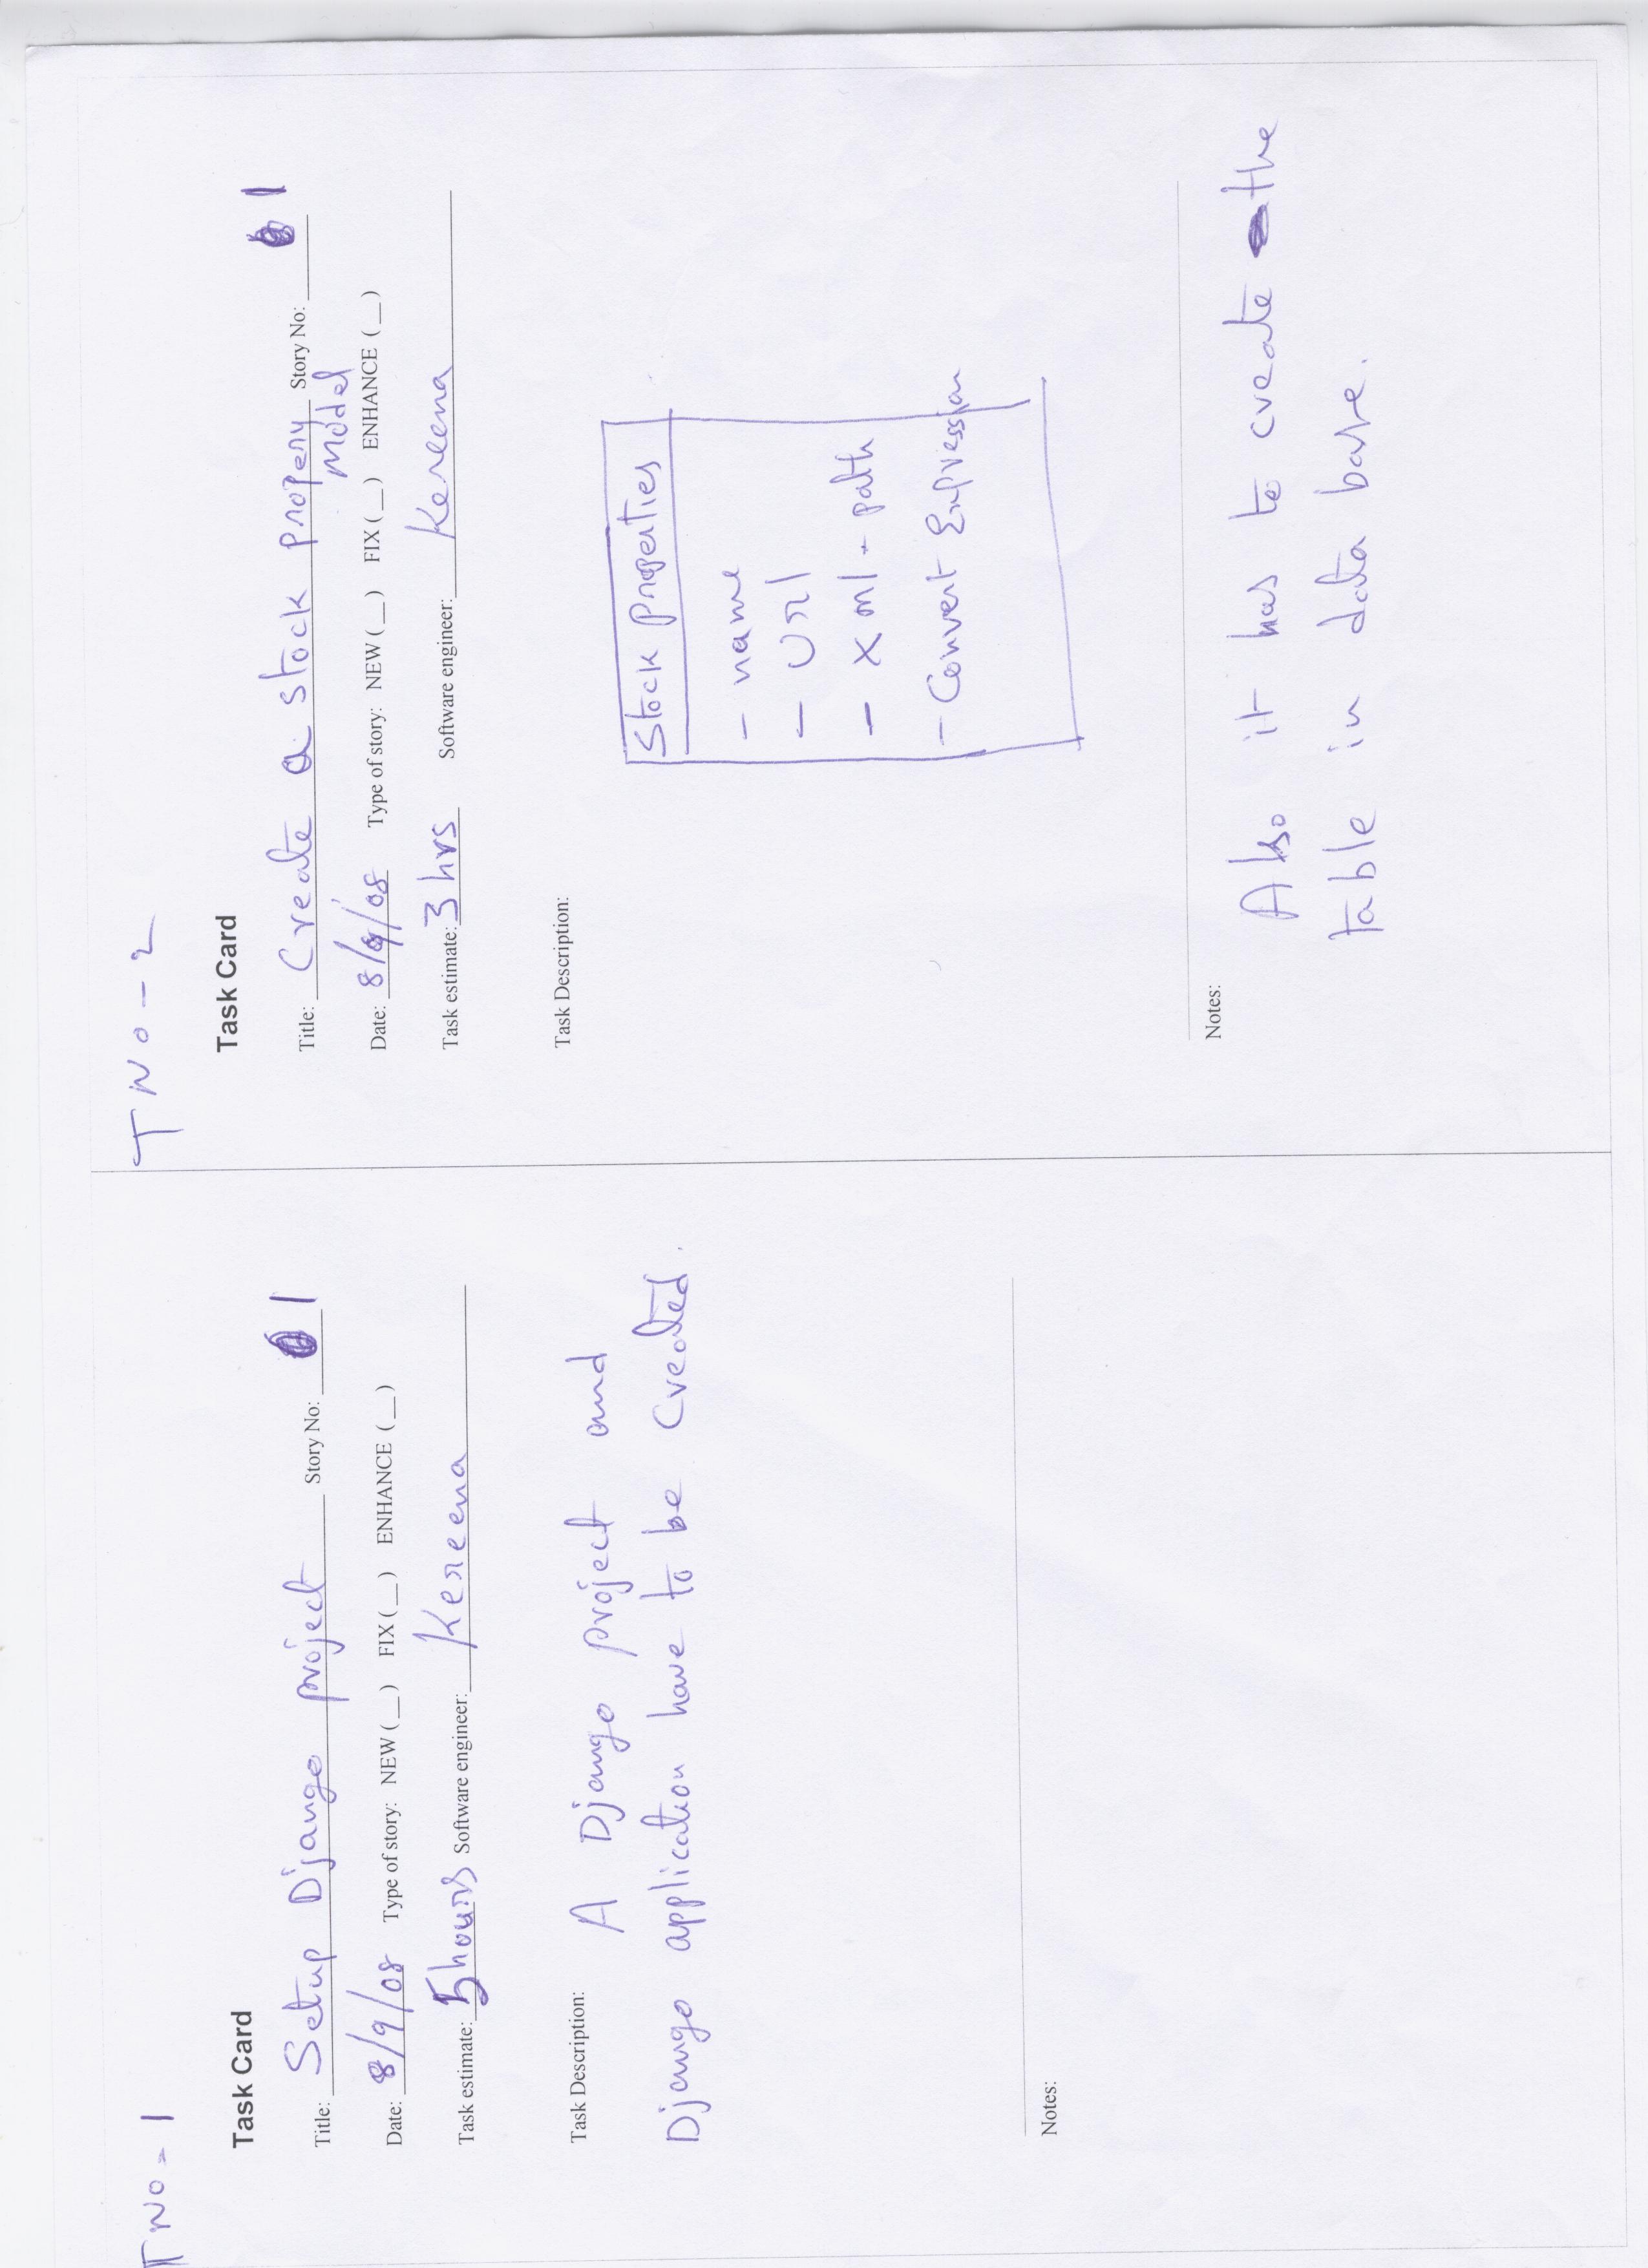 T NO - 1
Task Card
Title: Setup Django project Story No: 1
Date: 8/9/08 Type of story: NEW (__) FIX (__) ENHANCE (__)
Task estimate: 5 hours Software engineer: Kereena
Task Description:
A Django project and
Django application have to be created.
Notes:
T NO - 2
Task Card
Title: Create a stock property Story No: 1
model
Date: 8/9/08 Type of story: NEW (__) FIX (__) ENHANCE (__)
Task estimate: 3 hrs Software engineer: Kereena
Task Description:
Stock properties
- name
- url
- xml - path
- Convert Expression
Notes:
Also it has to create the
table in data base.